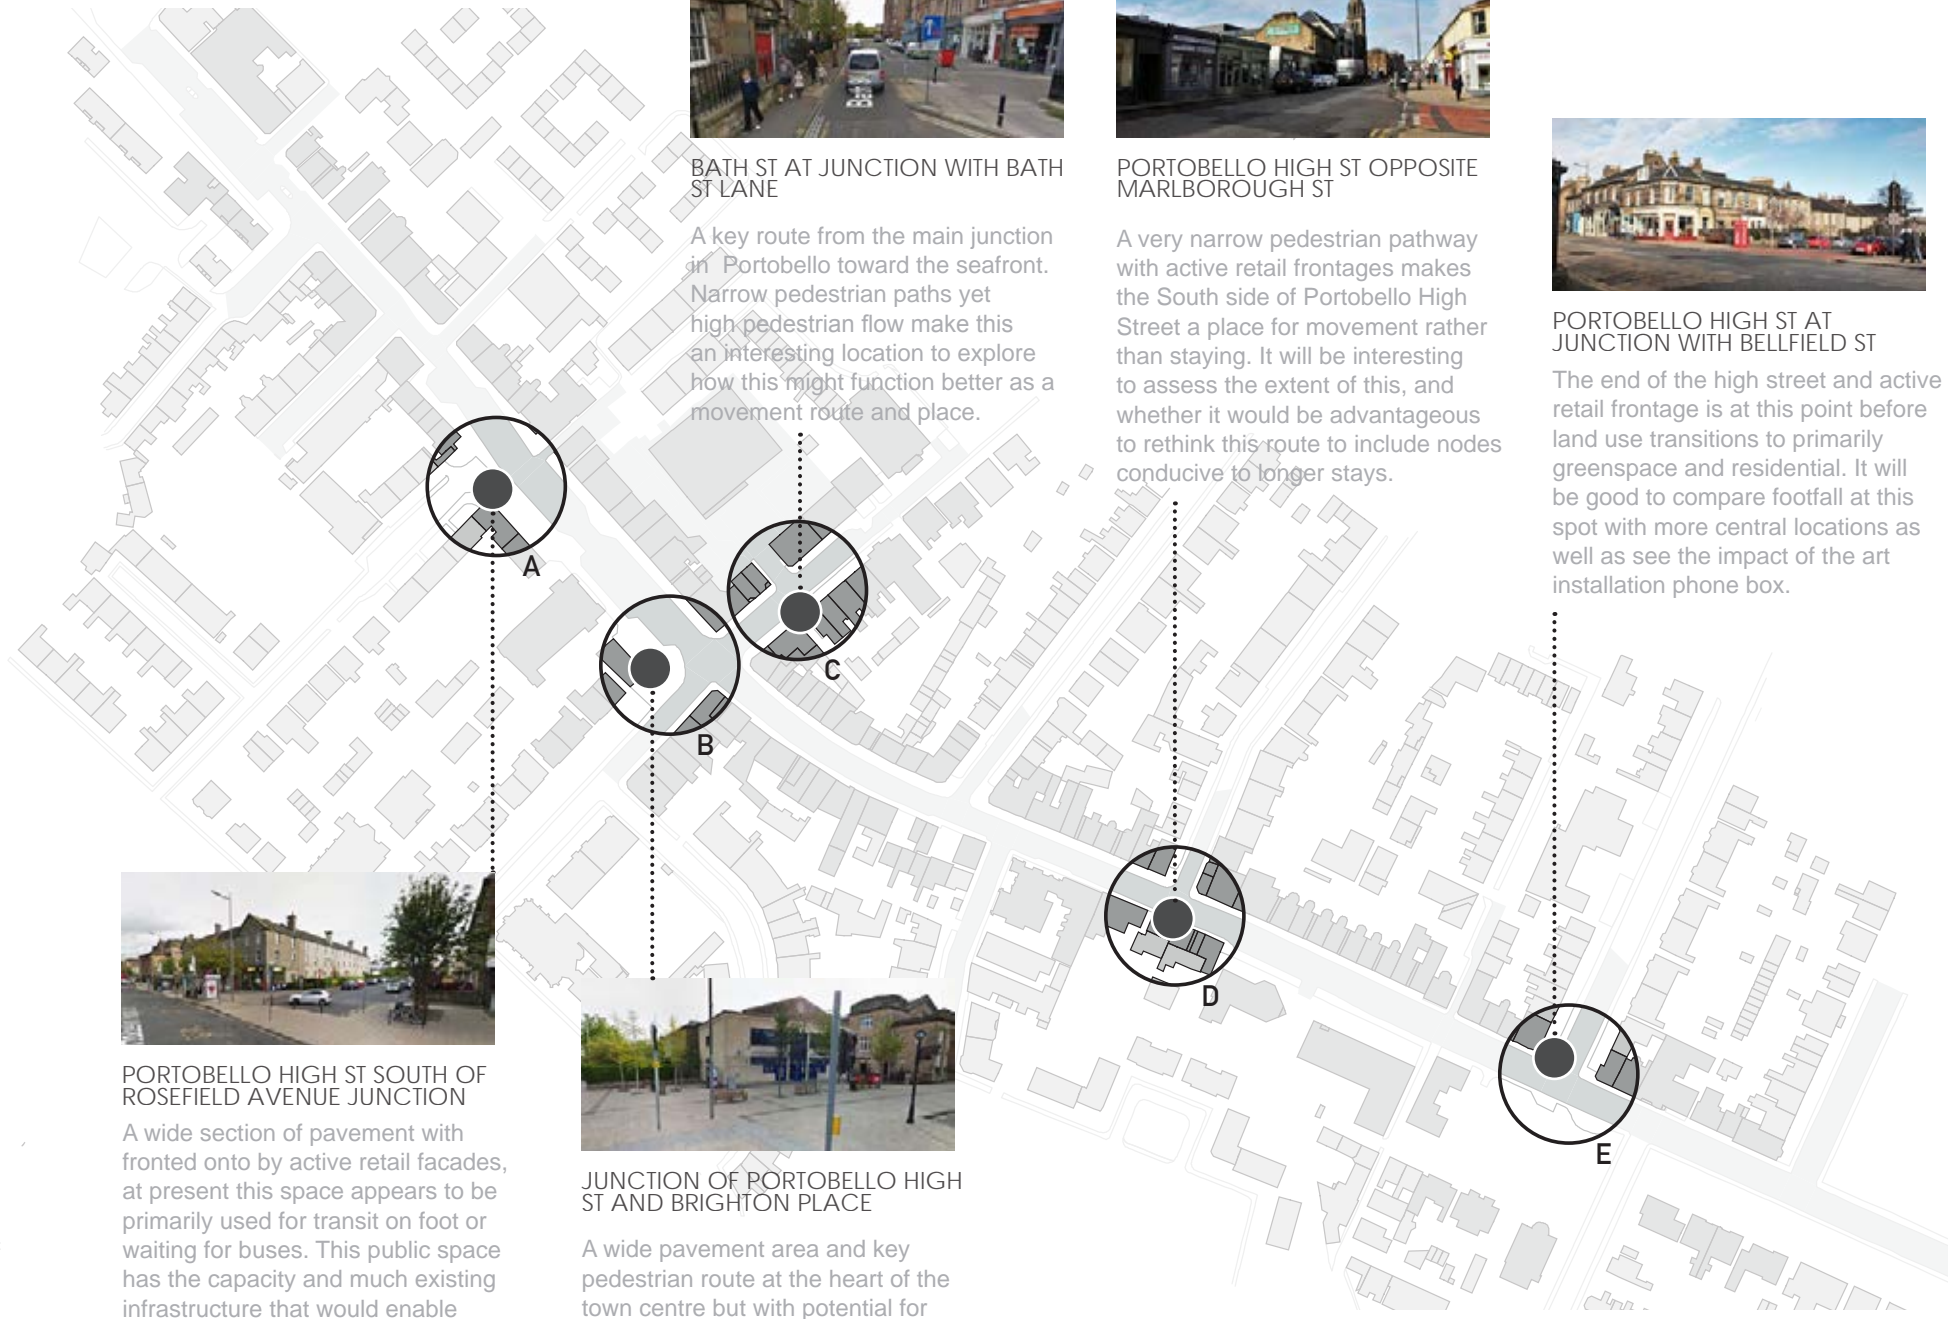 BATH ST AT JUNCTION WITH BATH
ST LANE
A key route from the main junction
in Portobello toward the seafront.
Narrow pedestrian paths yet
high pedestrian flow make this
an interesting location to explore
how this might function better as a
movement route and place.
PORTOBELLO HIGH ST OPPOSITE
MARLBOROUGH ST
A very narrow pedestrian pathway
with active retail frontages makes
the South side of Portobello High
Street a place for movement rather
than staying. It will be interesting
to assess the extent of this, and
whether it would be advantageous
to rethink this route to include nodes
conducive to longer stays.
PORTOBELLO HIGH ST AT
JUNCTION WITH BELLFIELD ST
The end of the high street and active
retail frontage is at this point before
land use transitions to primarily
greenspace and residential. It will
be good to compare footfall at this
spot with more central locations as
well as see the impact of the art
installation phone box.
A
B
C
D
E
PORTOBELLO HIGH ST SOUTH OF
ROSEFIELD AVENUE JUNCTION
A wide section of pavement with
fronted onto by active retail facades,
at present this space appears to be
primarily used for transit on foot or
waiting for buses. This public space
has the capacity and much existing
infrastructure that would enable
JUNCTION OF PORTOBELLO HIGH
ST AND BRIGHTON PLACE
A wide pavement area and key
pedestrian route at the heart of the
town centre but with potential for
Bath